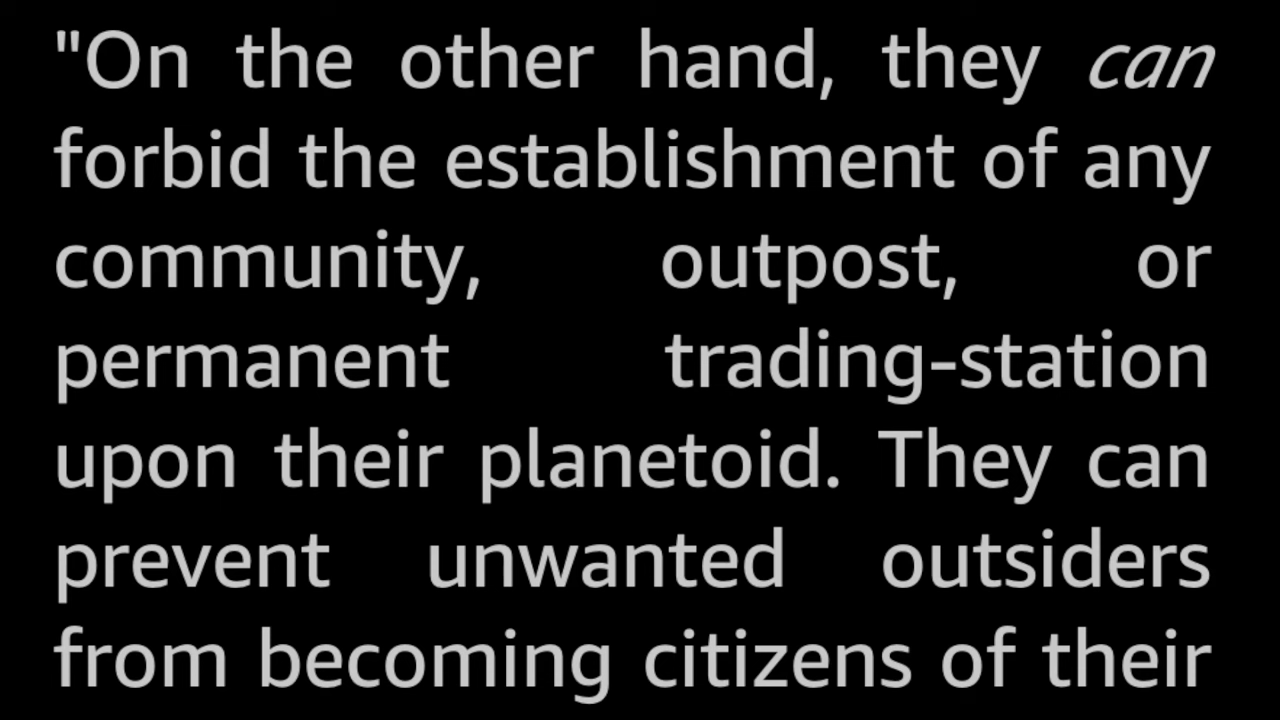 "On the other hand, they can
forbid the establishment of any
community, outpost, or
permanent trading-station
upon their planetoid. They can
prevent unwanted outsiders
from becoming citizens of their